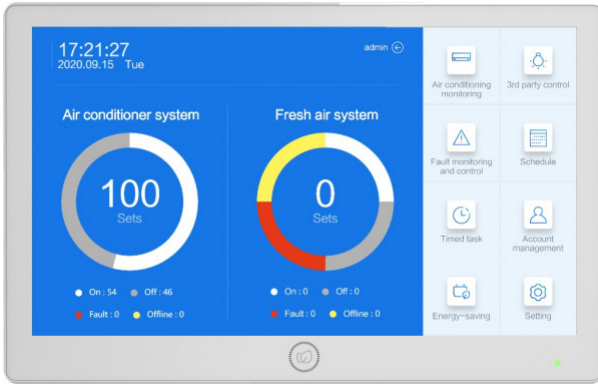 17:21:27
2020.09.15 Tue
admin
Air conditioner system
100
Sets
On : 54 Off : 46
Fault : 0 Offline : 0
Fresh air system
0
Sets
On : 0 Off : 0
Fault : 0 Offline : 0
Air conditioning
monitoring
3rd party control
Fault monitoring
and control
Schedule
Timed task
Account
management
Energy-saving
Setting